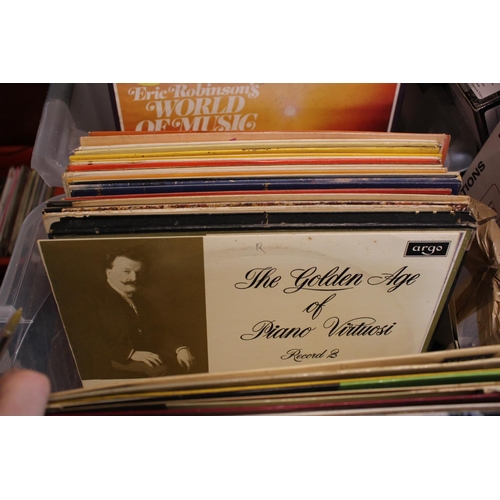 Eric Robinson's
WORLD
OF MUSIC
argo
The Golden Age
of
Piano Virtuosi
Record 2